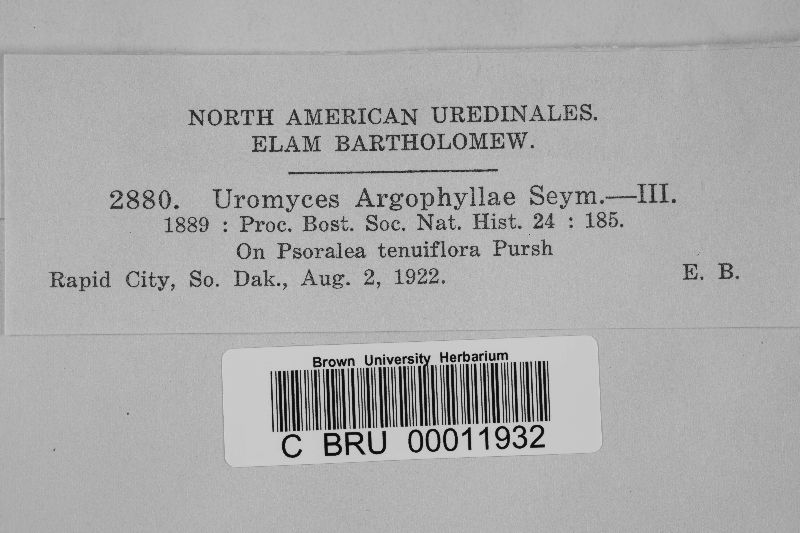 NORTH AMERICAN UREDINALES.
ELAM BARTHOLOMEW.
2880. Uromyces Argophyllae Seym.—III.
1889 : Proc. Bost. Soc. Nat. Hist. 24 : 185.
On Psoralea tenuiflora Pursh
Rapid City, So. Dak., Aug. 2, 1922. E. B.
Brown University Herbarium
C BRU 00011932